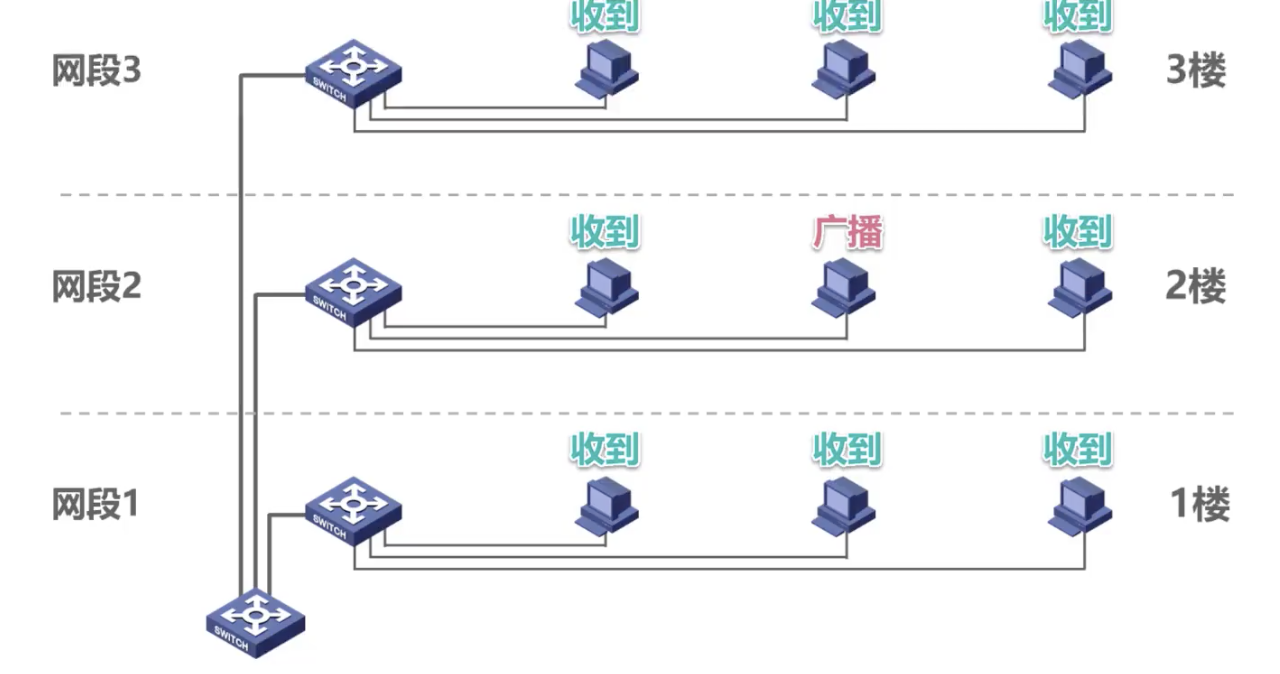 收到 收到 收到
网段3 SWITCH 3楼
收到 广播 收到
网段2 SWITCH 2楼
收到 收到 收到
网段1 SWITCH 1楼
SWITCH